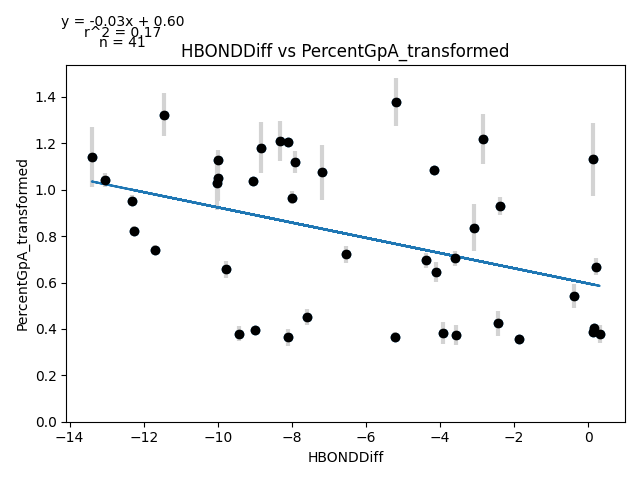 y = -0.03x + 0.60
r^2 = 0.17
n = 41
HBONDDiff vs PercentGpA_transformed
PercentGpA_transformed
1.4
1.2
1.0
0.8
0.6
0.4
0.2
0.0
−14 −12 −10 −8 −6 −4 −2 0
HBONDDiff